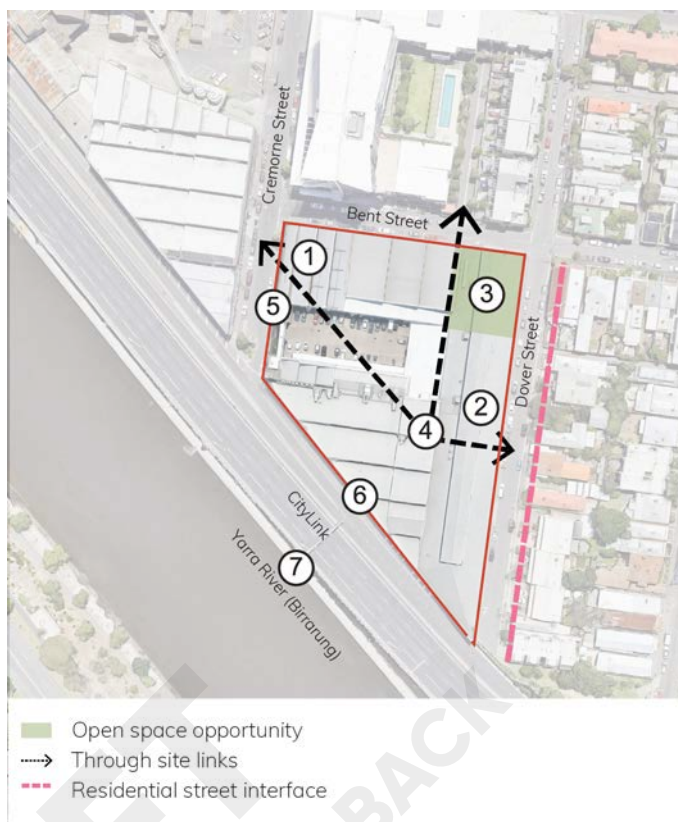 Cremorne Street
Bent Street
1
3
5
Dover Street
2
4
6
CityLink
7
Yarra River (Birrarung)
Open space opportunity
Through site links
Residential street interface
BACK